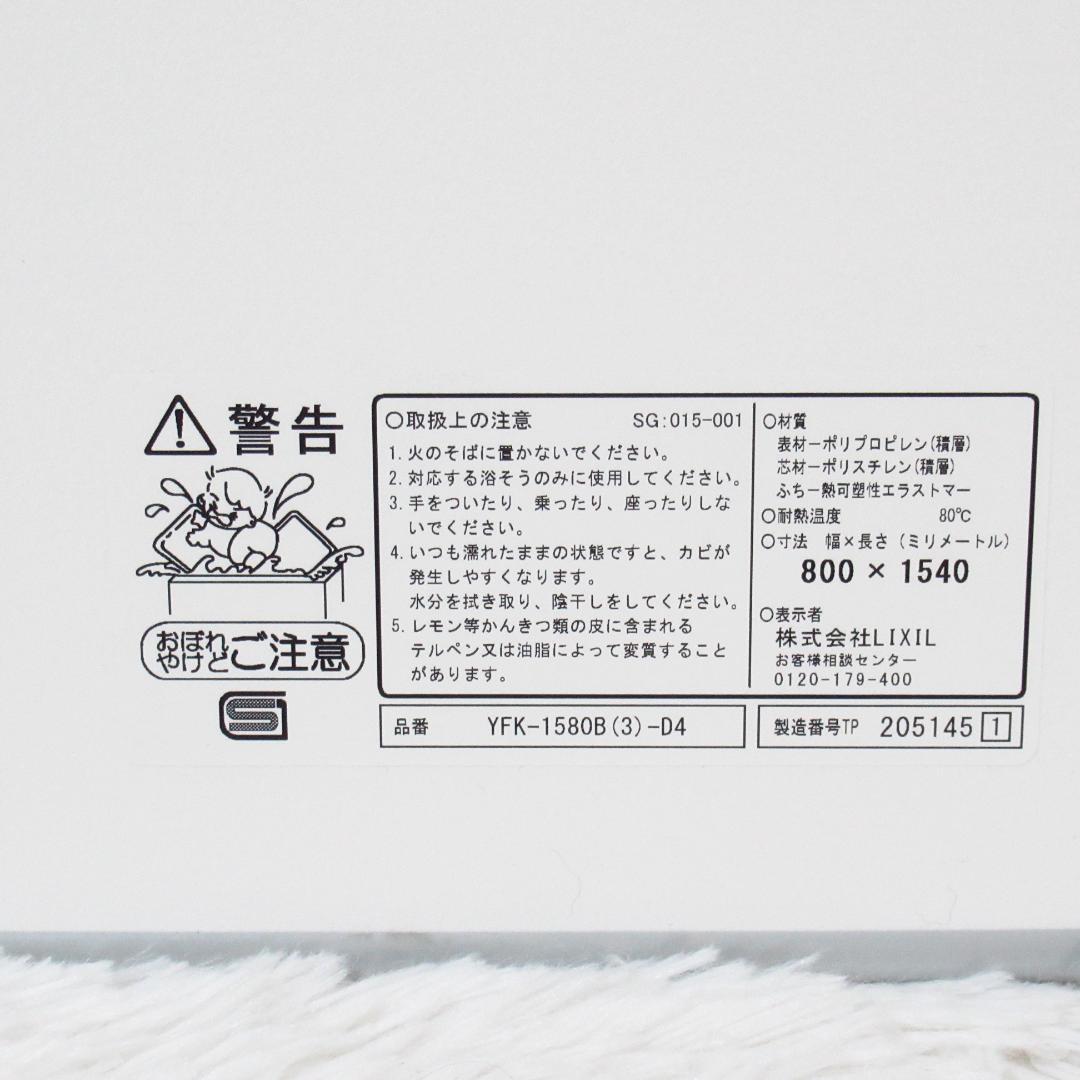 警告
おぼれ
やけど
ご注意
○取扱上の注意 SG:015-001
1. 火のそばに置かないでください。
2. 対応する浴そうのみに使用してください。
3. 手をついたり、乗ったり、座ったりしな
いでください。
4. いつも濡れたままの状態ですと、カビが
発生しやすくなります。
水分を拭き取り、陰干しをしてください。
5. レモン等かんきつ類の皮に含まれる
テルペン又は油脂によって変質すること
があります。
○材質
表材ーポリプロピレン(積層)
芯材ーポリスチレン(積層)
ふちー熱可塑性エラストマー
○耐熱温度 80℃
○寸法 幅×長さ(ミリメートル)
800 × 1540
○表示者
株式会社LIXIL
お客様相談センター
0120-179-400
品番 YFK-1580B(3)-D4
製造番号TP 205145 1